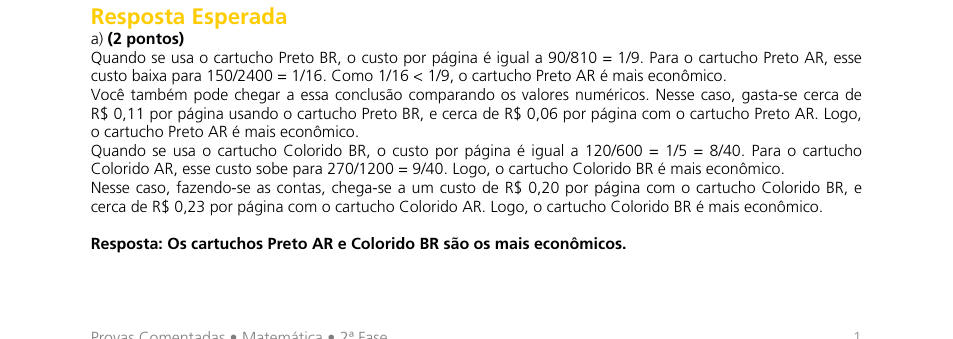 Resposta Esperada
a) (2 pontos)
Quando se usa o cartucho Preto BR, o custo por página é igual a 90/810 = 1/9. Para o cartucho Preto AR, esse
custo baixa para 150/2400 = 1/16. Como 1/16 < 1/9, o cartucho Preto AR é mais econômico.
Você também pode chegar a essa conclusão comparando os valores numéricos. Nesse caso, gasta-se cerca de
R$ 0,11 por página usando o cartucho Preto BR, e cerca de R$ 0,06 por página com o cartucho Preto AR. Logo,
o cartucho Preto AR é mais econômico.
Quando se usa o cartucho Colorido BR, o custo por página é igual a 120/600 = 1/5 = 8/40. Para o cartucho
Colorido AR, esse custo sobe para 270/1200 = 9/40. Logo, o cartucho Colorido BR é mais econômico.
Nesse caso, fazendo-se as contas, chega-se a um custo de R$ 0,20 por página com o cartucho Colorido BR, e
cerca de R$ 0,23 por página com o cartucho Colorido AR. Logo, o cartucho Colorido BR é mais econômico.
Resposta: Os cartuchos Preto AR e Colorido BR são os mais econômicos.
Provas Comentadas • Matemática • 2ª Fase 1